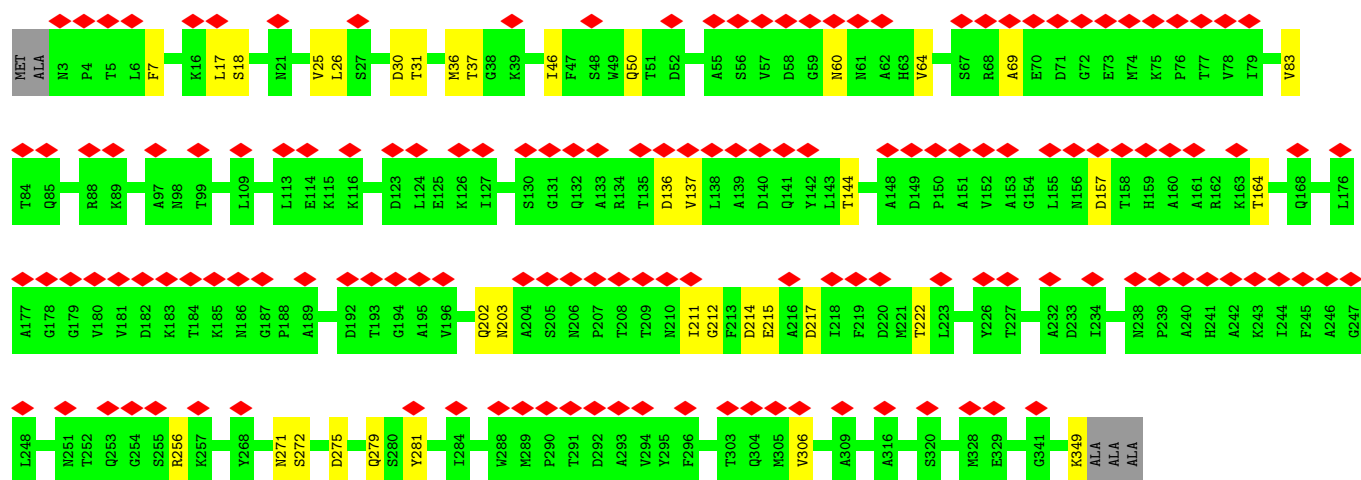 MET ALA N3 P4 T5 L6 F7 K16 L17 S18 N21 V25 L26 S27 D30 T31 M36 T37 G38 K39 I46 F47 S48 W49 Q50 T51 D52 A55 S56 V57 D58 G59 N60 N61 A62 H63 V64 S67 R68 A69 E70 D71 G72 E73 M74 K75 P76 T77 V78 I79 V83
T84 Q85 R88 K89 A97 N98 T99 L109 L113 E114 K115 K116 D123 L124 E125 K126 I127 S130 G131 Q132 A133 R134 T135 D136 V137 L138 A139 D140 Q141 Y142 L143 T144 A148 D149 P150 A151 V152 A153 G154 L155 N156 D157 T158 H159 A160 A161 R162 K163 T164 Q168 L176
A177 G178 G179 V180 V181 D182 K183 T184 K185 N186 G187 P188 A189 D192 T193 G194 A195 V196 Q202 N203 A204 S205 N206 P207 T208 T209 N210 I211 G212 F213 D214 E215 A216 D217 I218 F219 D220 M221 T222 L223 Y226 T227 A232 D233 I234 N238 P239 A240 H241 A242 K243 I244 F245 A246 G247
L248 N251 T252 Q253 G254 S255 R256 K257 Y268 N271 S272 D275 Q279 S280 Y281 I284 W288 M289 P290 T291 D292 A293 V294 Y295 F296 T303 Q304 M305 V306 A309 A316 S320 M328 E329 G341 K349 ALA ALA ALA